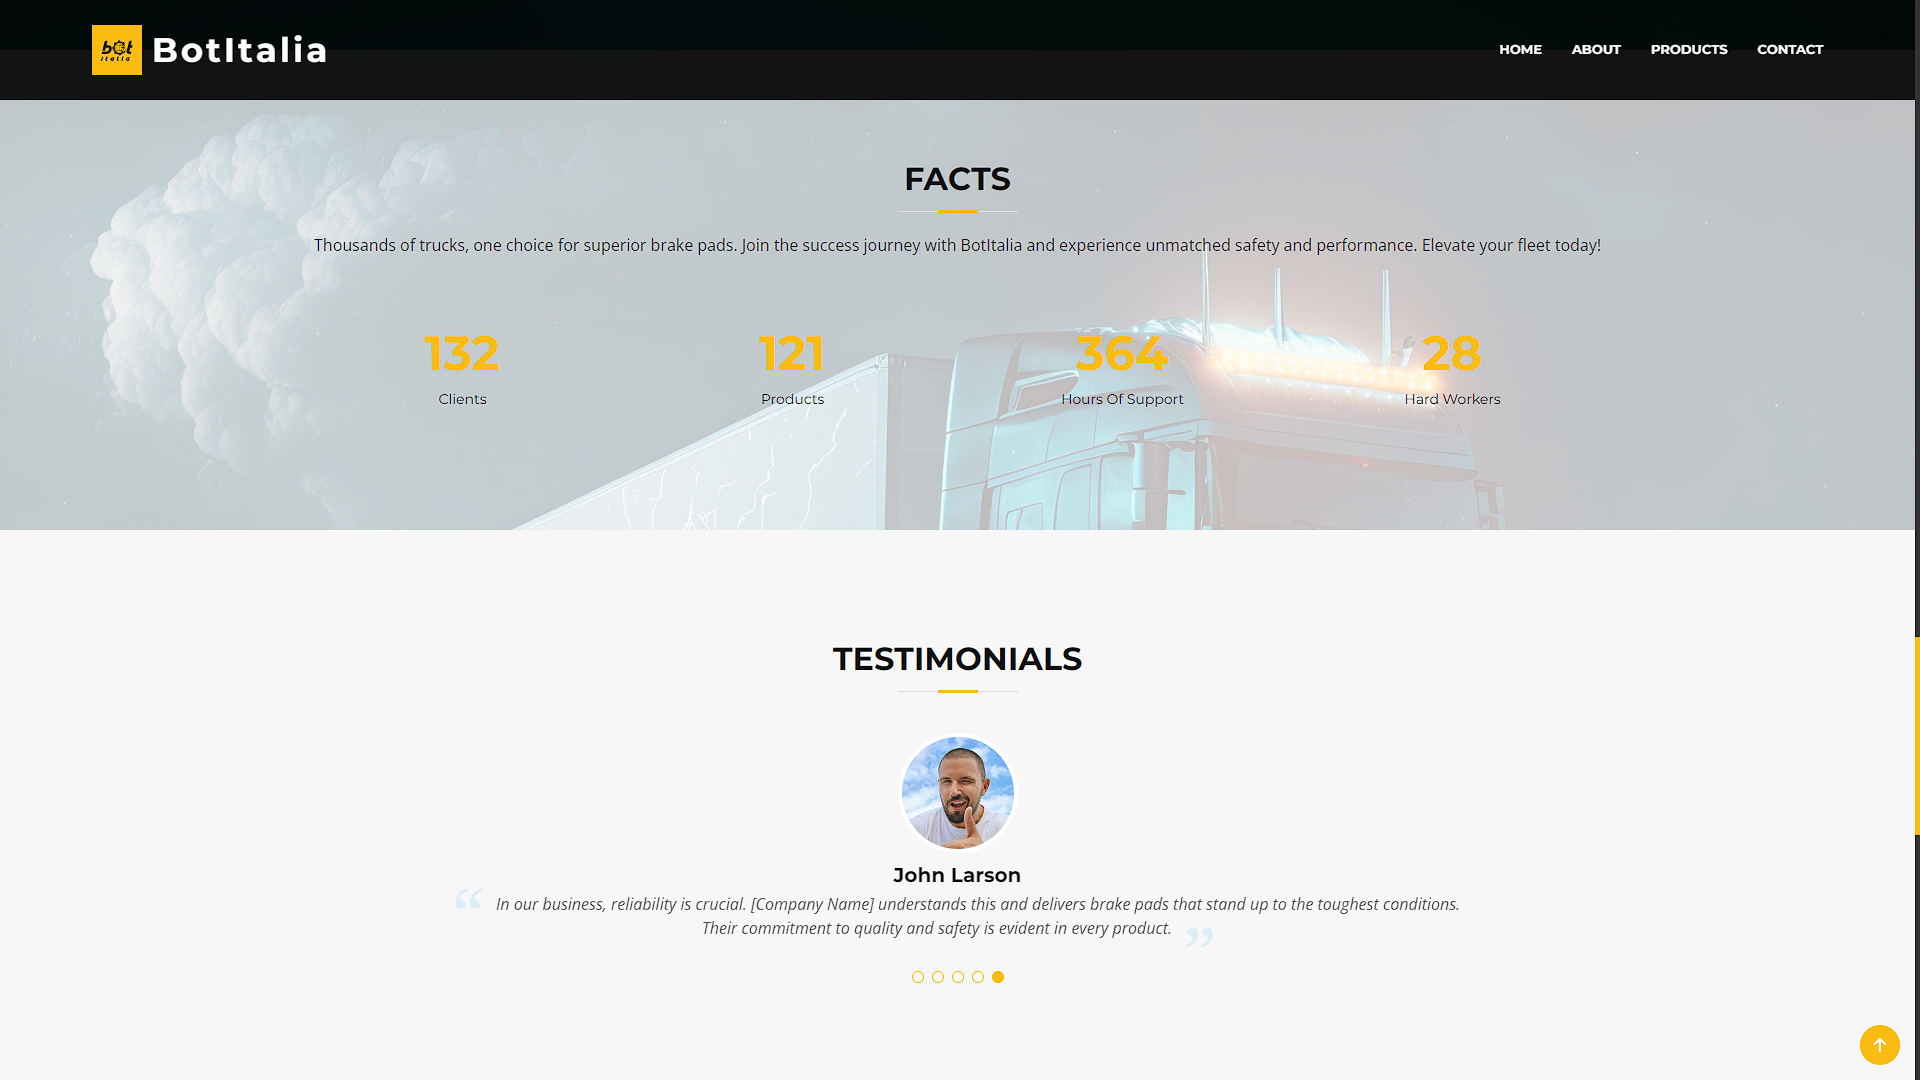 bot
italia
BotItalia
HOME ABOUT PRODUCTS CONTACT
FACTS
Thousands of trucks, one choice for superior brake pads. Join the success journey with BotItalia and experience unmatched safety and performance. Elevate your fleet today!
132 121 364 28
Clients Products Hours Of Support Hard Workers
TESTIMONIALS
John Larson
“ In our business, reliability is crucial. [Company Name] understands this and delivers brake pads that stand up to the toughest conditions.
Their commitment to quality and safety is evident in every product. ”